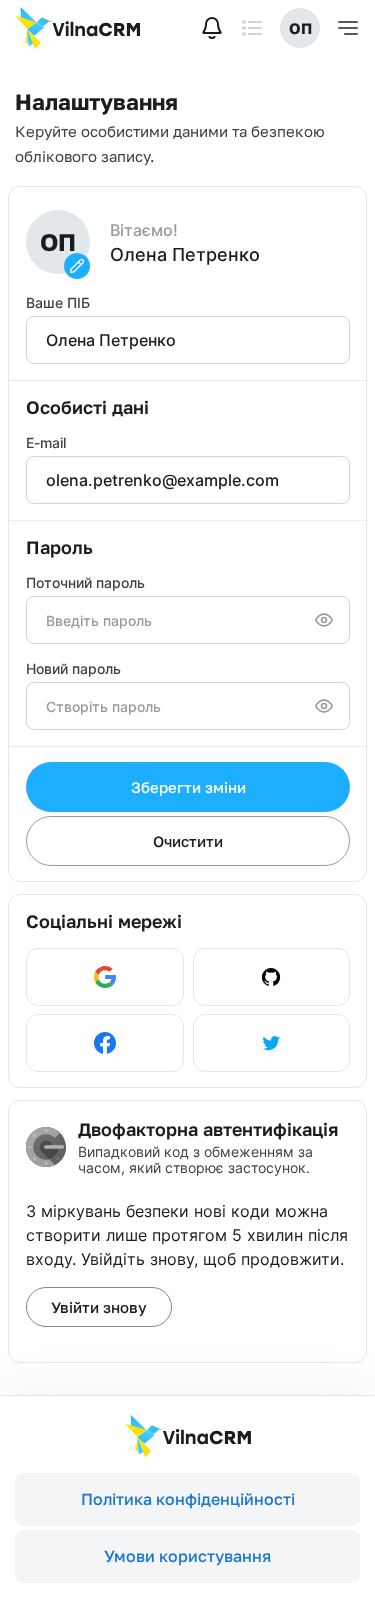 VilnaCRM
ОП
Налаштування
Керуйте особистими даними та безпекою
облікового запису.
ОП
Вітаємо!
Олена Петренко
Ваше ПІБ
Олена Петренко
Особисті дані
E-mail
olena.petrenko@example.com
Пароль
Поточний пароль
Введіть пароль
Новий пароль
Створіть пароль
Зберегти зміни
Очистити
Соціальні мережі
Двофакторна автентифікація
Випадковий код з обмеженням за
часом, який створює застосунок.
З міркувань безпеки нові коди можна
створити лише протягом 5 хвилин після
входу. Увійдіть знову, щоб продовжити.
Увійти знову
VilnaCRM
Політика конфіденційності
Умови користування